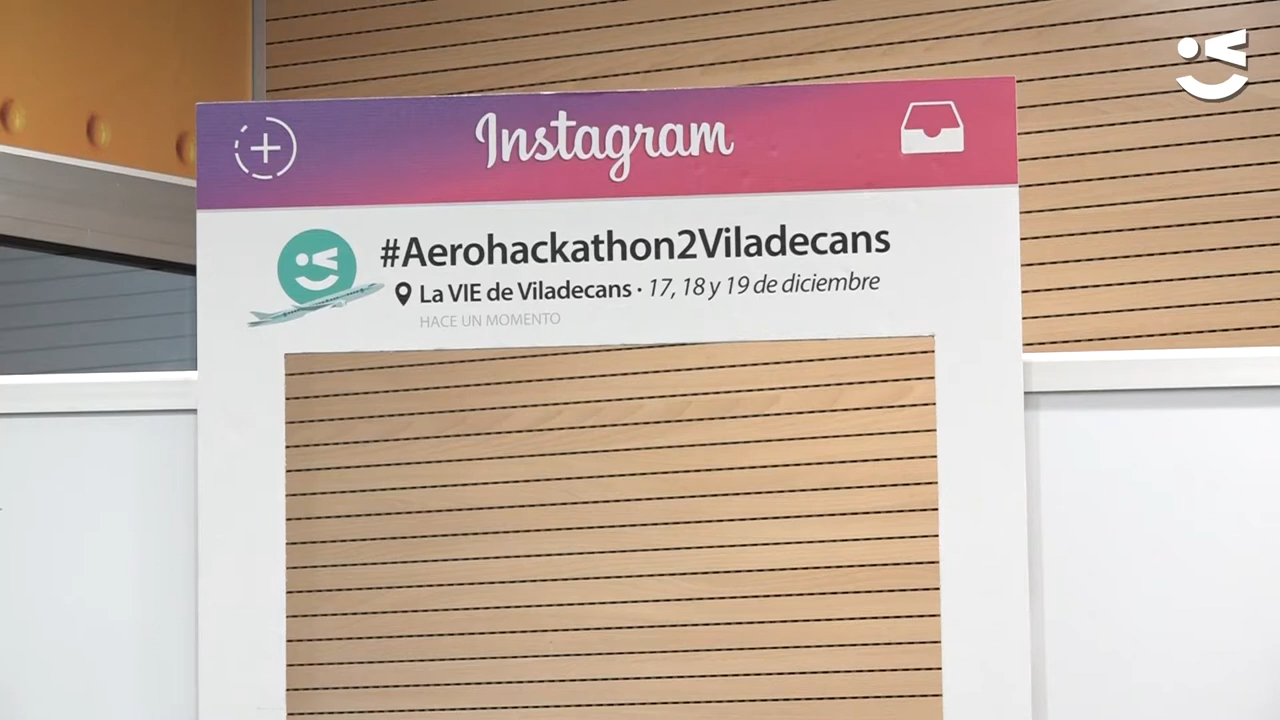 Instagram
#Aerohackathon2Viladecans
La VIE de Viladecans · 17, 18 y 19 de diciembre
HACE UN MOMENTO